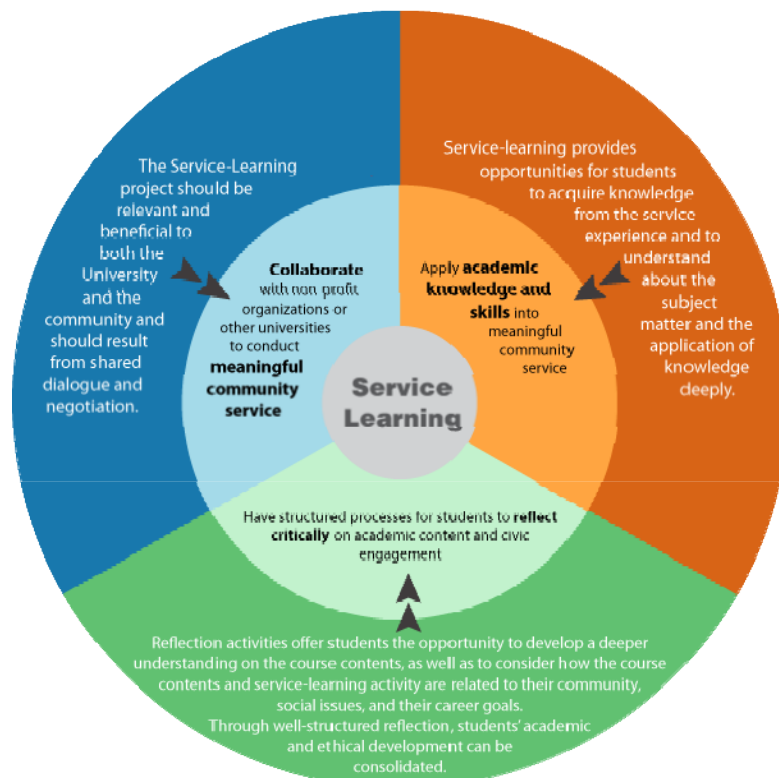 The Service-Learning
project should be
relevant and
beneficial to
both the
University
and the
community and
should result
from shared
dialogue and
negotiation.
Collaborate
with non profit
organizations or
other universities
to conduct
meaningful
community
service
Service-learning provides
opportunities for students
to acquire knowledge
from the service
experience and to
understand
about the
subject
matter and the
application of
knowledge
deeply.
Apply academic
knowledge and
skills into
meaningful
community
service
Service
Learning
Have structured processes for students to reflect
critically on academic content and civic
engagement
Reflection activities offer students the opportunity to develop a deeper
understanding on the course contents, as well as to consider how the course
contents and service-learning activity are related to their community,
social issues, and their career goals.
Through well-structured reflection, students' academic
and ethical development can be
consolidated.